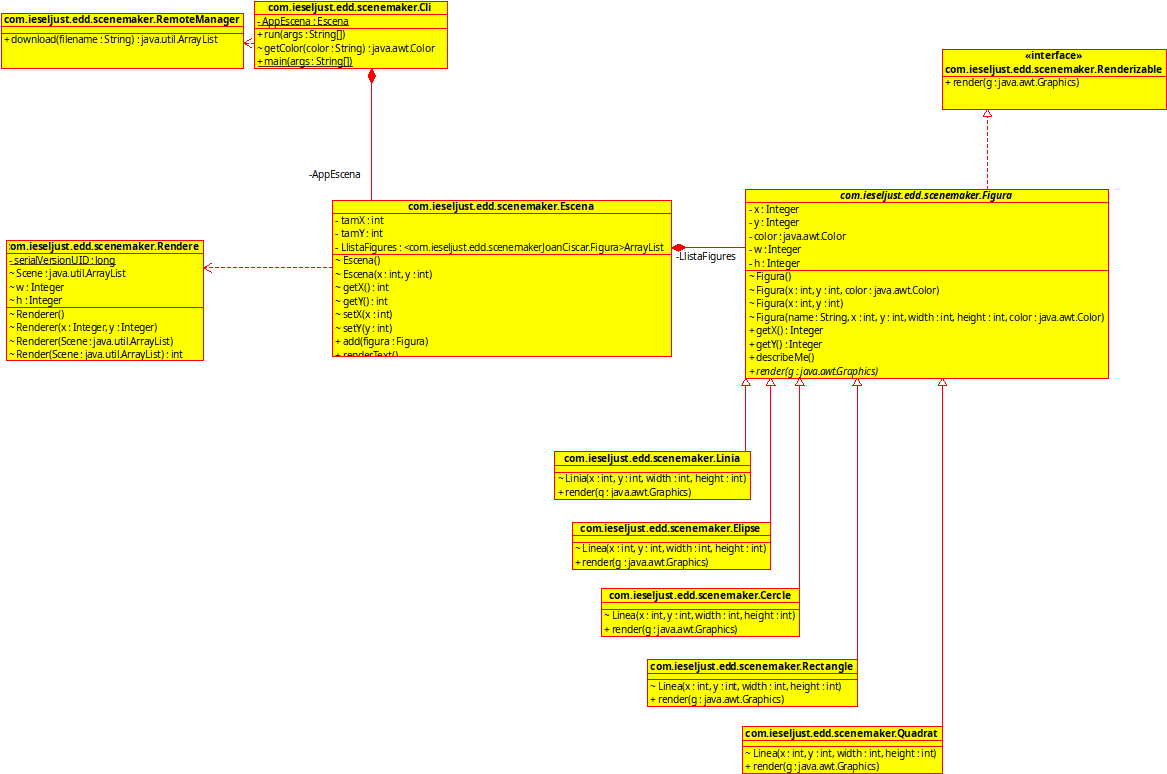 com.ieseljust.edd.scenemaker.RemoteManager
+ download(filename : String) : java.util.ArrayList
com.ieseljust.edd.scenemaker.Cli
- AppEscena : Escena
+ run(args : String[])
~ getColor(color : String) : java.awt.Color
+ main(args : String[])
«interface»
com.ieseljust.edd.scenemaker.Renderizable
+ render(g : java.awt.Graphics)
-AppEscena
com.ieseljust.edd.scenemaker.Escena
- tamX : int
- tamY : int
- LlistaFigures : <com.ieseljust.edd.scenemakerJoanCiscar.Figura>ArrayList
~ Escena()
~ Escena(x : int, y : int)
~ getX() : int
~ getY() : int
~ setX(x : int)
~ setY(y : int)
+ add(figura : Figura)
+ renderText()
-LlistaFigures
com.ieseljust.edd.scenemaker.Figura
- x : Integer
- y : Integer
- color : java.awt.Color
- w : Integer
- h : Integer
~ Figura()
~ Figura(x : int, y : int, color : java.awt.Color)
~ Figura(x : int, y : int)
~ Figura(name : String, x : int, y : int, width : int, height : int, color : java.awt.Color)
+ getX() : Integer
+ getY() : Integer
+ describeMe()
+ render(g : java.awt.Graphics)
om.ieseljust.edd.scenemaker.Rendere
- serialVersionUID : long
~ Scene : java.util.ArrayList
~ w : Integer
~ h : Integer
~ Renderer()
~ Renderer(x : Integer, y : Integer)
~ Renderer(Scene : java.util.ArrayList)
~ Render(Scene : java.util.ArrayList) : int
com.ieseljust.edd.scenemaker.Linia
~ Linia(x : int, y : int, width : int, height : int)
+ render(g : java.awt.Graphics)
com.ieseljust.edd.scenemaker.Elipse
~ Linea(x : int, y : int, width : int, height : int)
+ render(g : java.awt.Graphics)
com.ieseljust.edd.scenemaker.Cercle
~ Linea(x : int, y : int, width : int, height : int)
+ render(g : java.awt.Graphics)
com.ieseljust.edd.scenemaker.Rectangle
~ Linea(x : int, y : int, width : int, height : int)
+ render(g : java.awt.Graphics)
com.ieseljust.edd.scenemaker.Quadrat
~ Linea(x : int, y : int, width : int, height : int)
+ render(g : java.awt.Graphics)